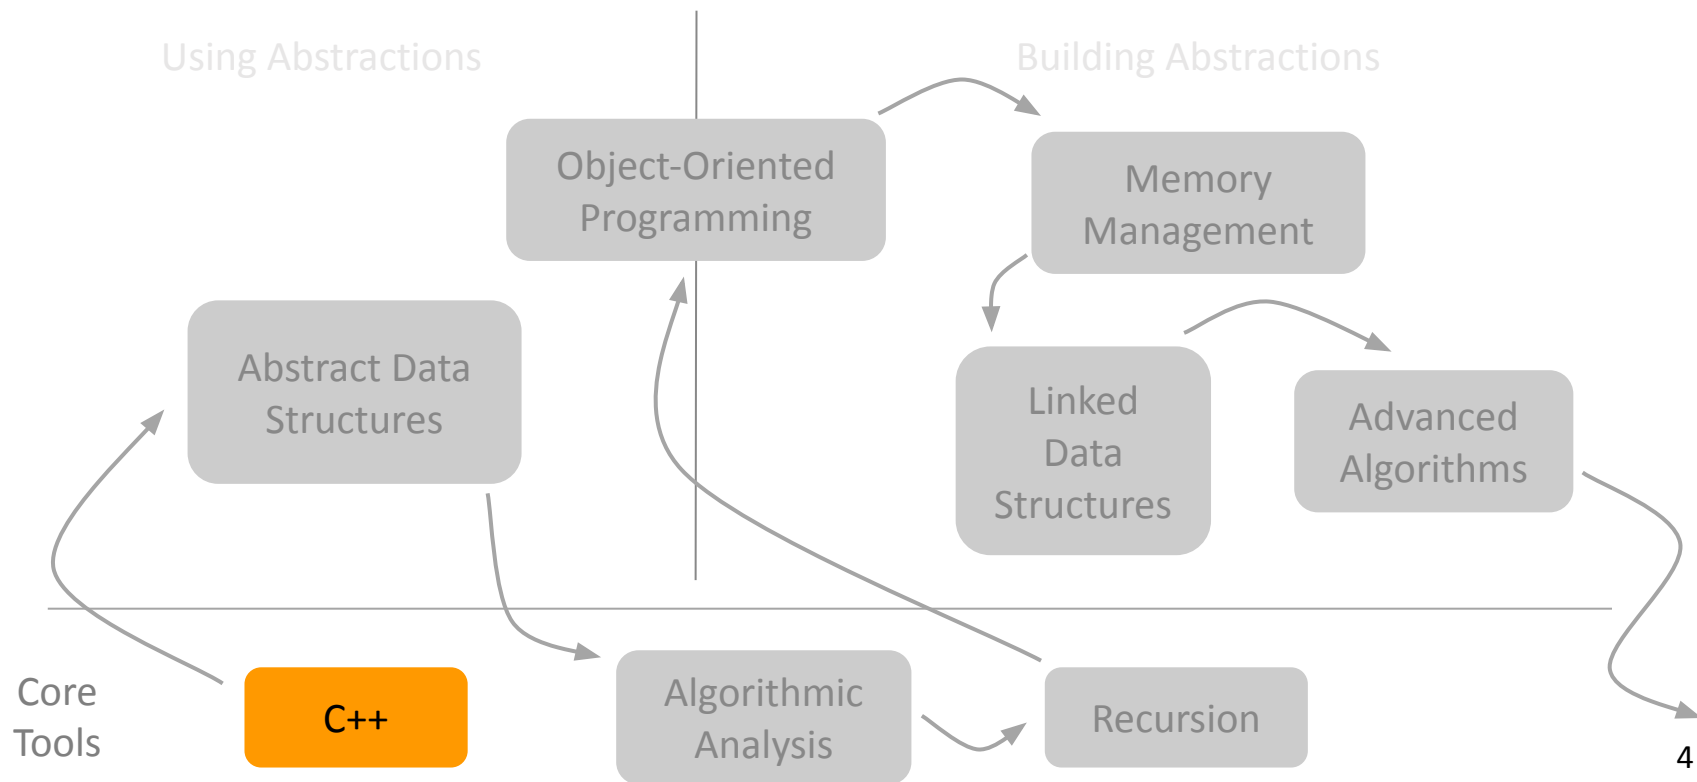 Using Abstractions
Building Abstractions
Object-Oriented
Programming
Memory
Management
Abstract Data
Structures
Linked
Data
Structures
Advanced
Algorithms
Core
Tools
C++
Algorithmic
Analysis
Recursion
4